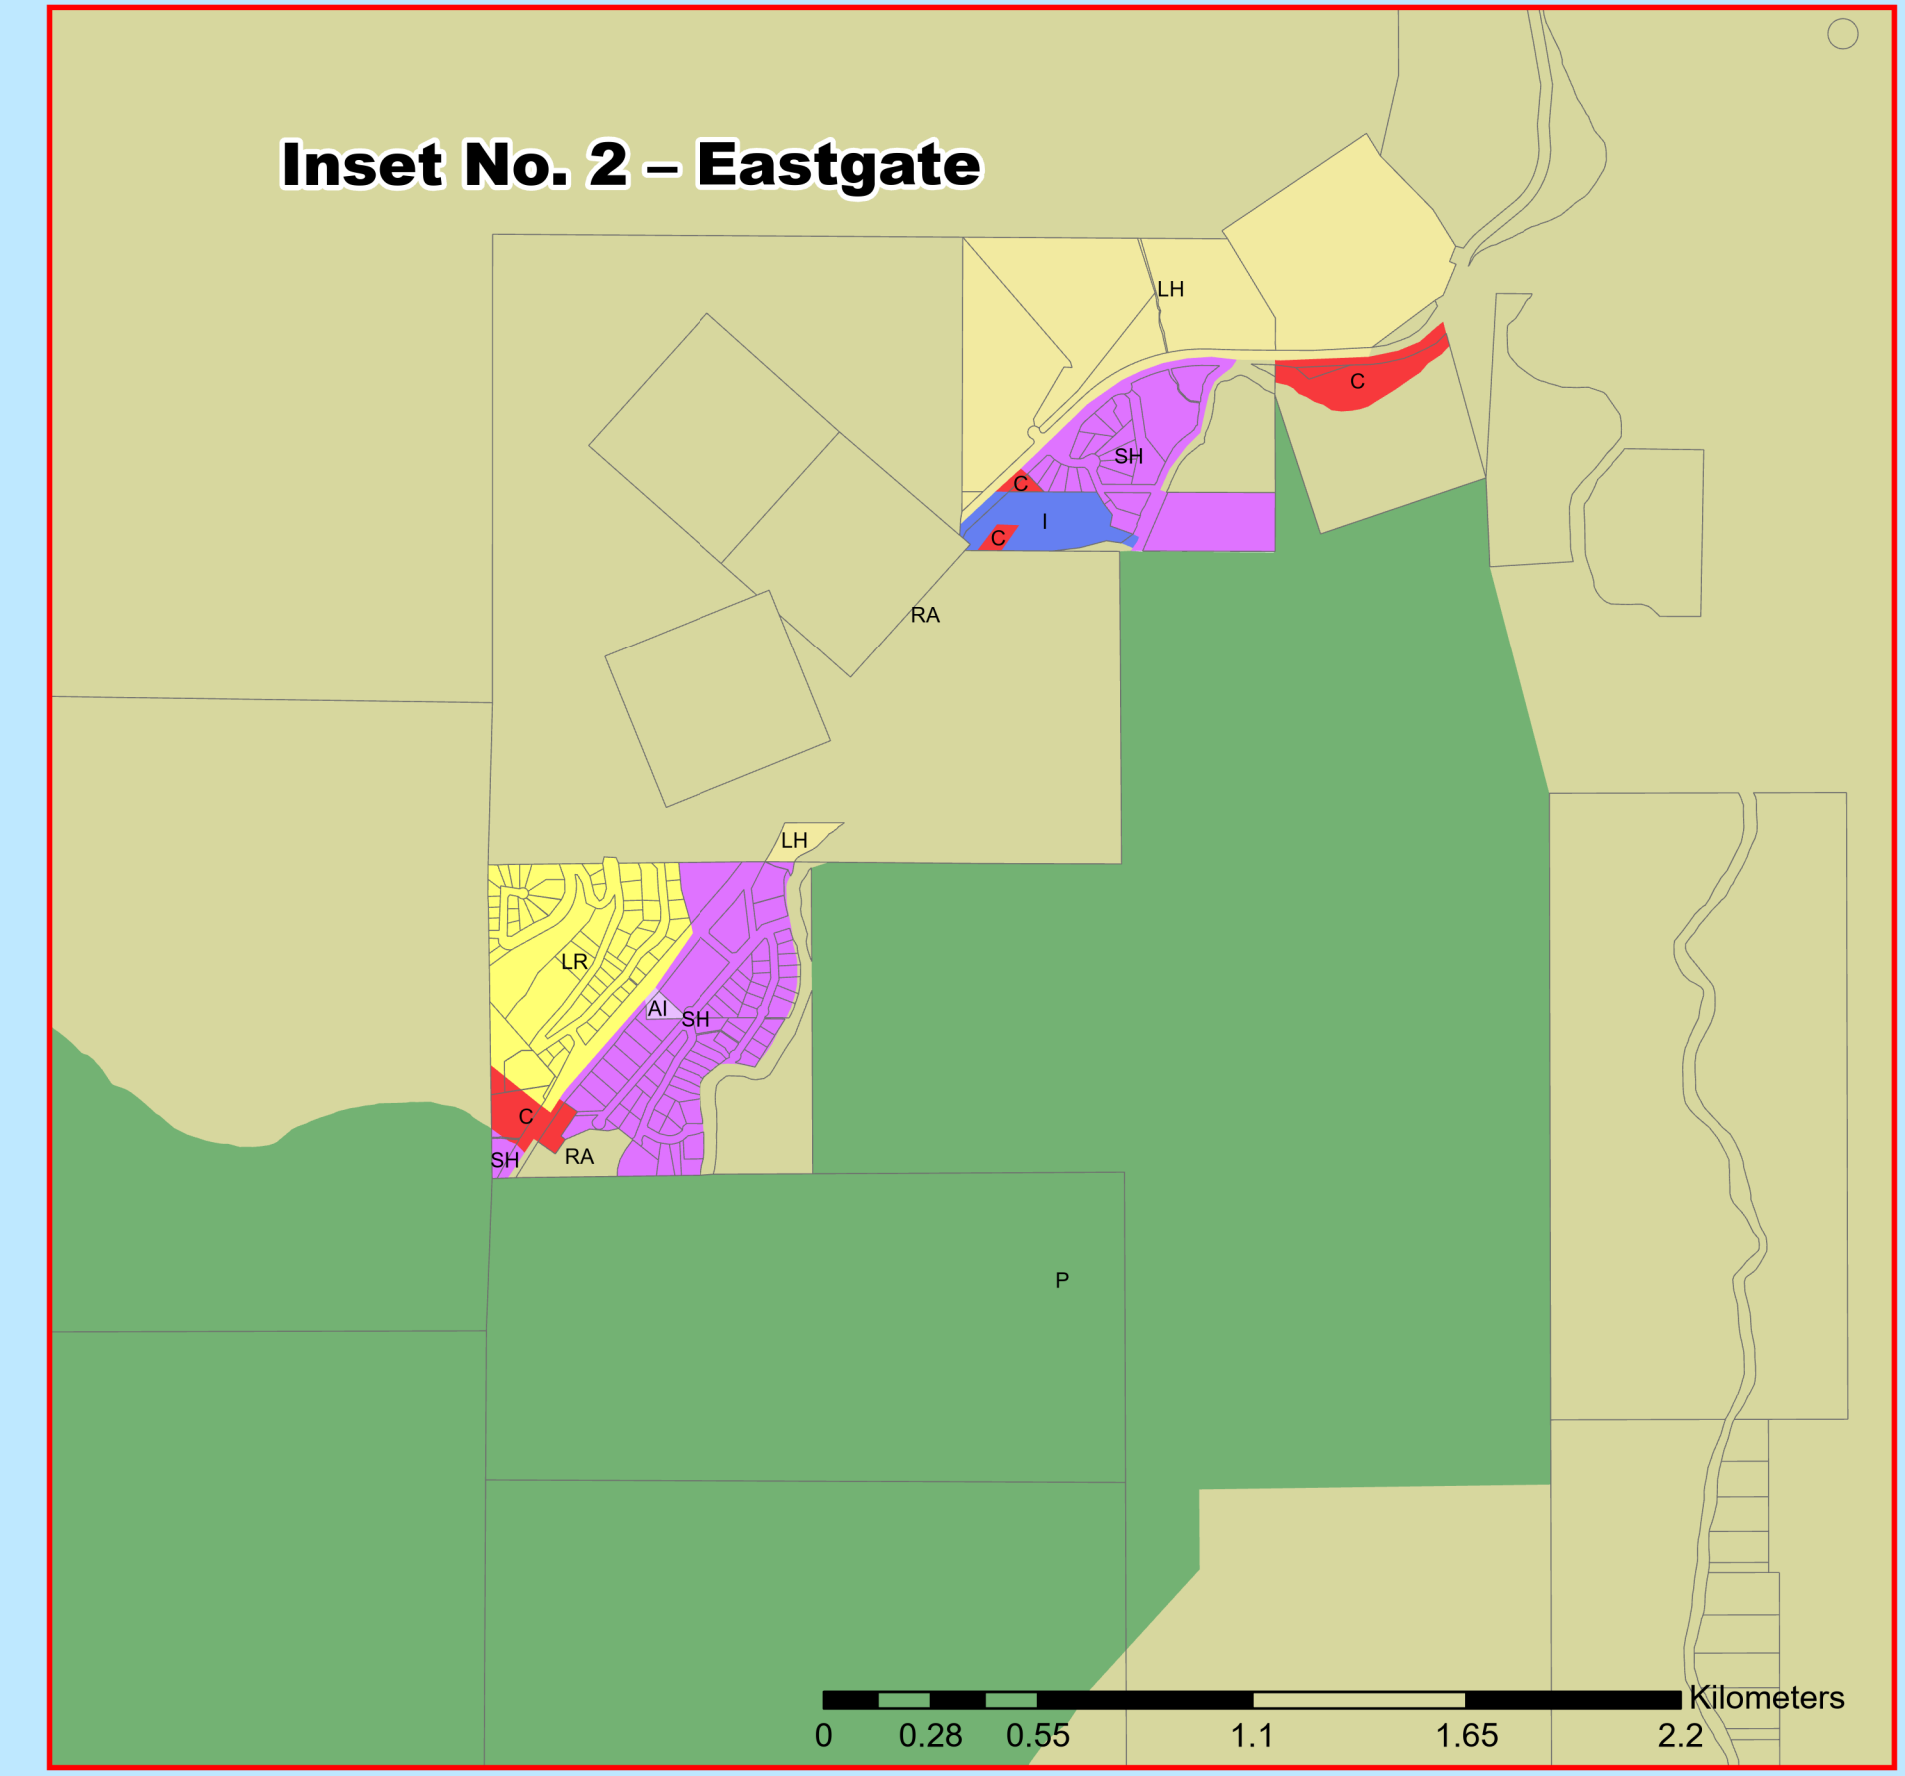 Inset No. 2 – Eastgate
LH
C
SH
C
I
C
RA
LH
LR
AI
SH
C
RA
SH
P
Kilometers
0 0.28 0.55 1.1 1.65 2.2